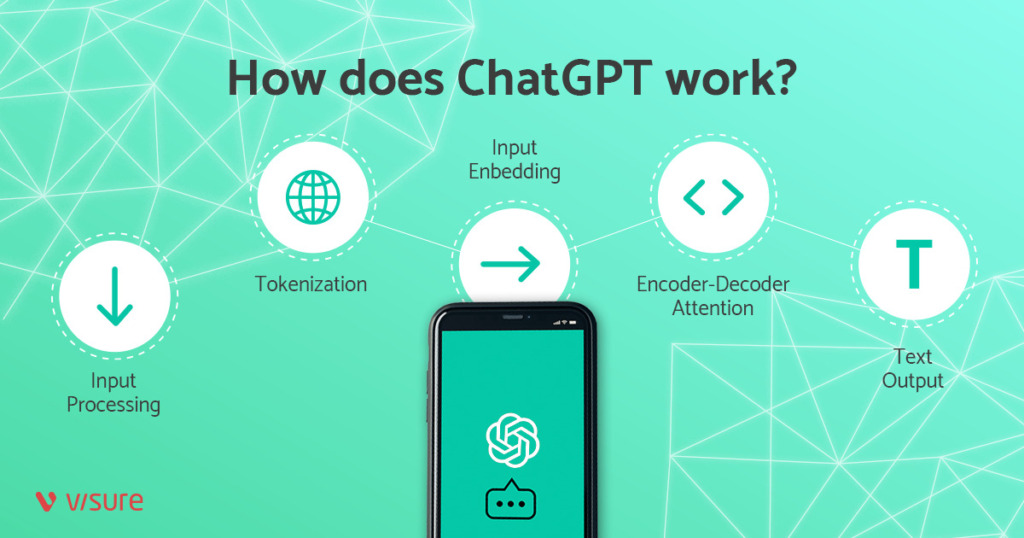 How does ChatGPT work?
Input
Processing
Tokenization
Input
Enbedding
Encoder-Decoder
Attention
T
Text
Output
visure